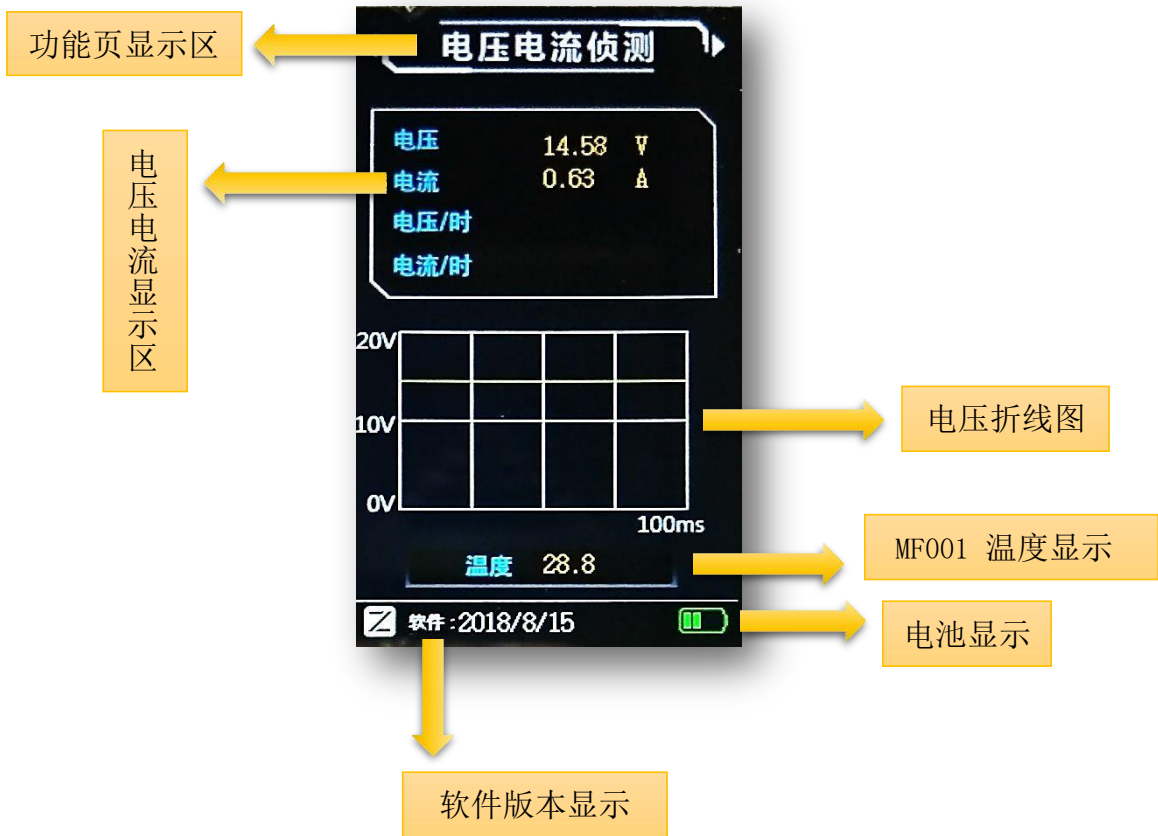 功能页显示区
电压电流侦测
电压电流显示区
电压 14.58 V
电流 0.63 A
电压/时
电流/时
20V
10V
0V
100ms
电压折线图
温度 28.8
MF001 温度显示
Z 软件:2018/8/15
电池显示
软件版本显示